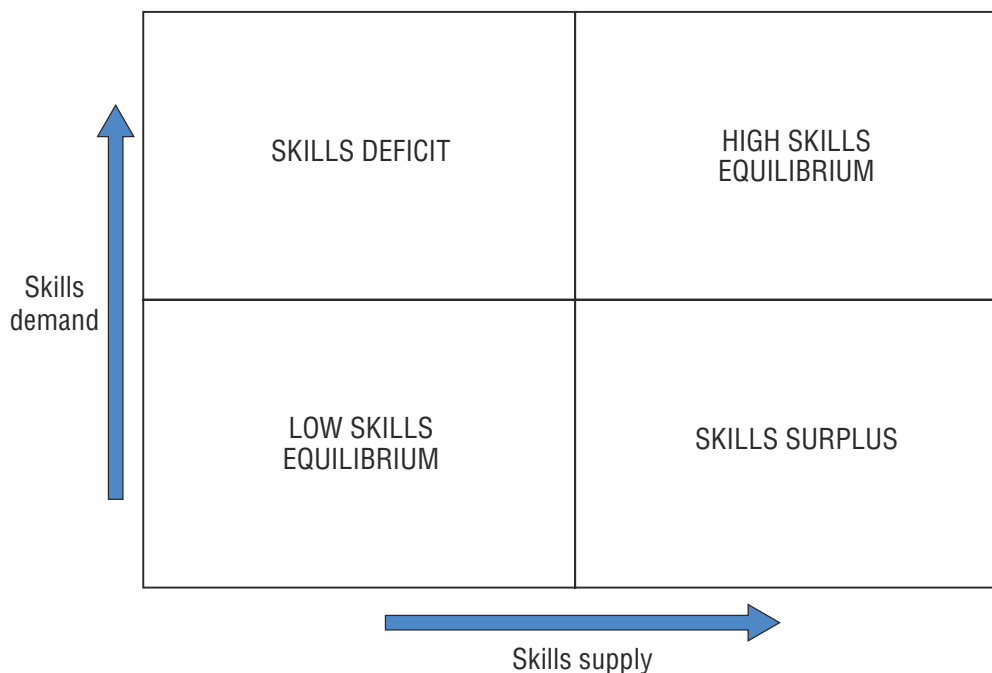 SKILLS DEFICIT
HIGH SKILLS
EQUILIBRIUM
Skills
demand
LOW SKILLS
EQUILIBRIUM
SKILLS SURPLUS
Skills supply